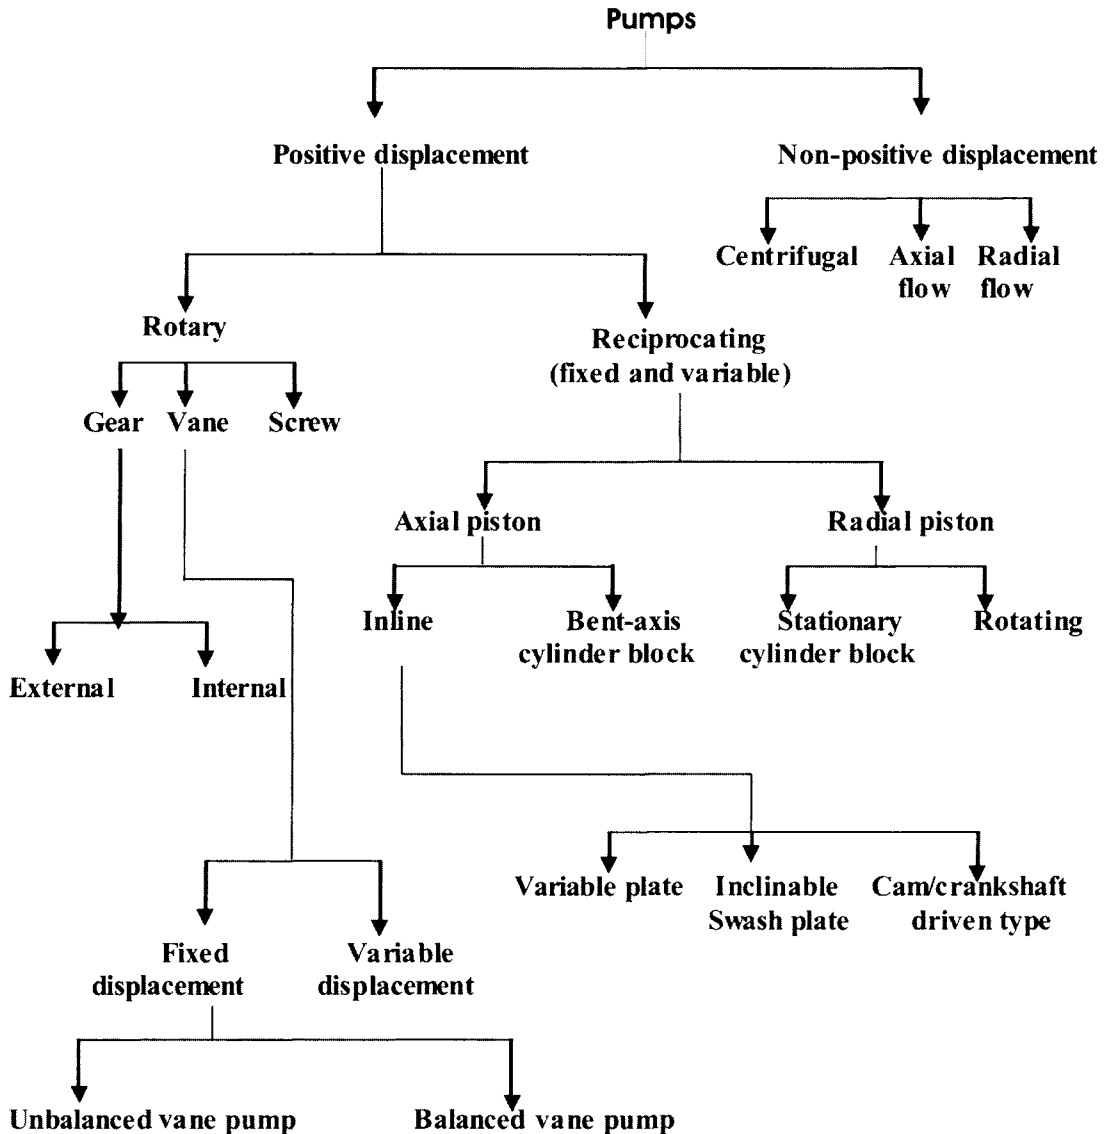 Pumps
Positive displacement
Non-positive displacement
Centrifugal
Axial
flow
Radial
flow
Rotary
Reciprocating
(fixed and variable)
Gear
Vane
Screw
Axial piston
Radial piston
Inline
Bent-axis
cylinder block
Stationary
cylinder block
Rotating
External
Internal
Variable plate
Inclinable
Swash plate
Cam/crankshaft
driven type
Fixed
displacement
Variable
displacement
Unbalanced vane pump
Balanced vane pump